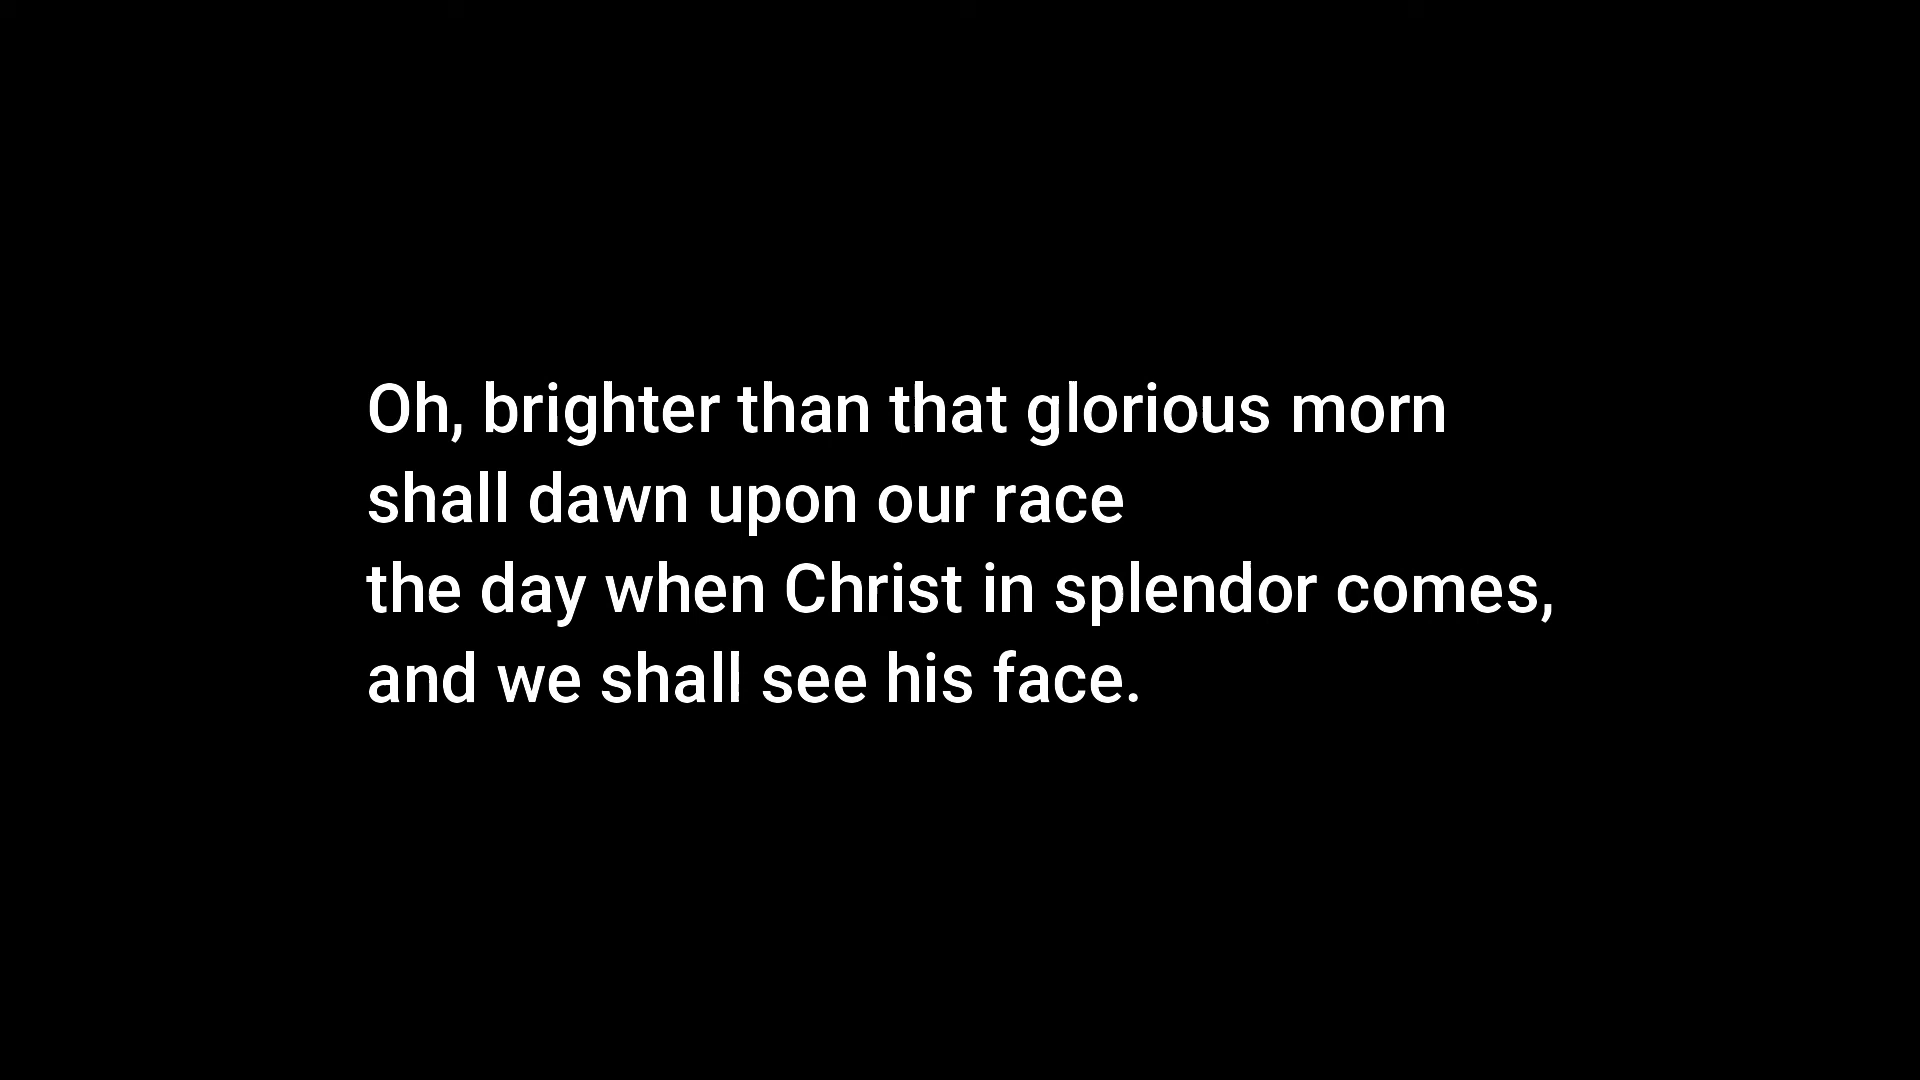 Oh, brighter than that glorious morn
shall dawn upon our race
the day when Christ in splendor comes,
and we shall see his face.